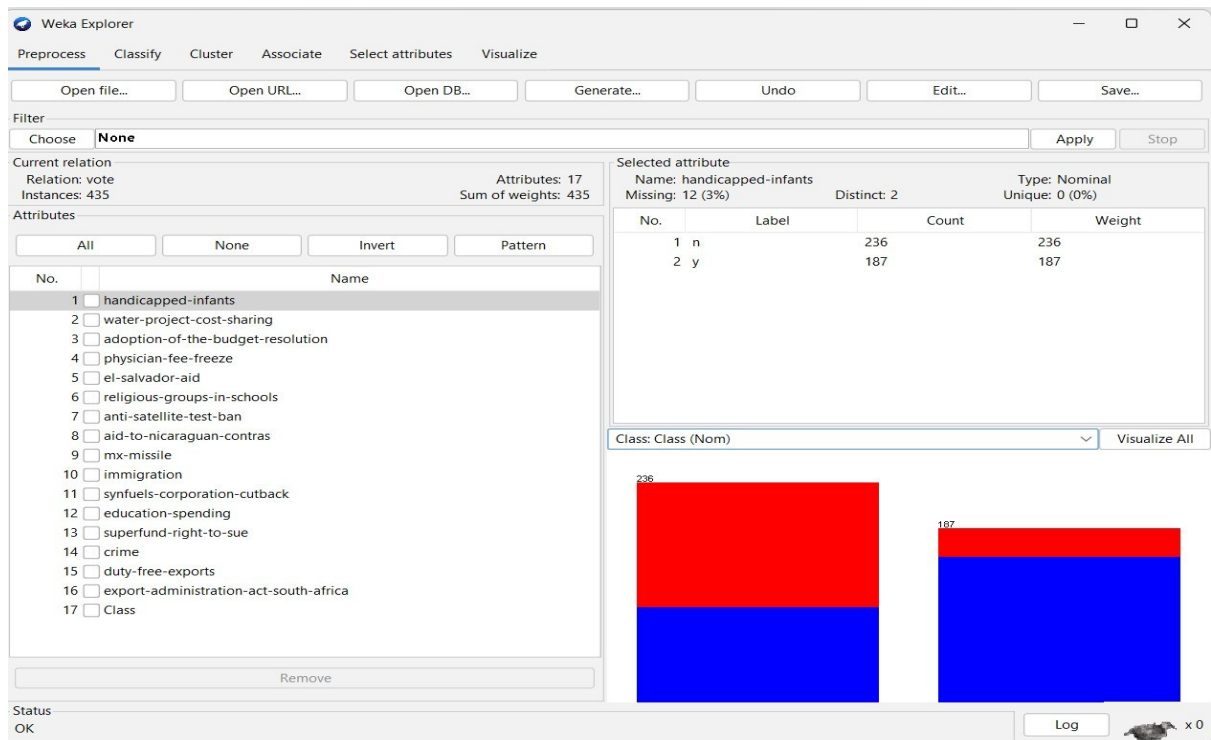 Weka Explorer
Preprocess Classify Cluster Associate Select attributes Visualize
Open file... Open URL... Open DB... Generate... Undo Edit... Save...
Filter
Choose None Apply Stop
Current relation
Relation: vote Attributes: 17
Instances: 435 Sum of weights: 435
Attributes
All None Invert Pattern
No. Name
1 handicapped-infants
2 water-project-cost-sharing
3 adoption-of-the-budget-resolution
4 physician-fee-freeze
5 el-salvador-aid
6 religious-groups-in-schools
7 anti-satellite-test-ban
8 aid-to-nicaraguan-contras
9 mx-missile
10 immigration
11 synfuels-corporation-cutback
12 education-spending
13 superfund-right-to-sue
14 crime
15 duty-free-exports
16 export-administration-act-south-africa
17 Class
Remove
Selected attribute
Name: handicapped-infants Type: Nominal
Missing: 12 (3%) Distinct: 2 Unique: 0 (0%)
No. Label Count Weight
1 n 236 236
2 y 187 187
Class: Class (Nom) Visualize All
236
187
Status
OK Log x 0